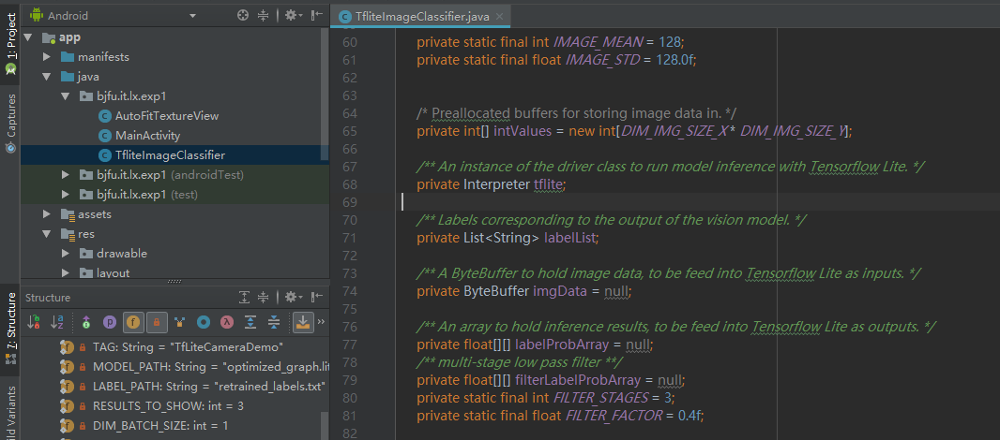 1: Project
Captures
7: Structure
ild Variants
Android
app
manifests
java
bjfu.it.lx.exp1
AutoFitTextureView
MainActivity
TfliteImageClassifier
bjfu.it.lx.exp1 (androidTest)
bjfu.it.lx.exp1 (test)
assets
res
drawable
layout
Structure
TAG: String = "TfLiteCameraDemo"
MODEL_PATH: String = "optimized_graph.lit
LABEL_PATH: String = "retrained_labels.txt"
RESULTS_TO_SHOW: int = 3
DIM_BATCH_SIZE: int = 1
TfliteImageClassifier.java
60 private static final int IMAGE_MEAN = 128;
61 private static final float IMAGE_STD = 128.0f;
62
63
64 /* Preallocated buffers for storing image data in. */
65 private int[] intValues = new int[DIM_IMG_SIZE_X * DIM_IMG_SIZE_Y];
66
67 /** An instance of the driver class to run model inference with Tensorflow Lite. */
68 private Interpreter tflite;
69
70 /** Labels corresponding to the output of the vision model. */
71 private List<String> labelList;
72
73 /** A ByteBuffer to hold image data, to be feed into Tensorflow Lite as inputs. */
74 private ByteBuffer imgData = null;
75
76 /** An array to hold inference results, to be feed into Tensorflow Lite as outputs. */
77 private float[][] labelProbArray = null;
78 /** multi-stage low pass filter **/
79 private float[][] filterLabelProbArray = null;
80 private static final int FILTER_STAGES = 3;
81 private static final float FILTER_FACTOR = 0.4f;
82